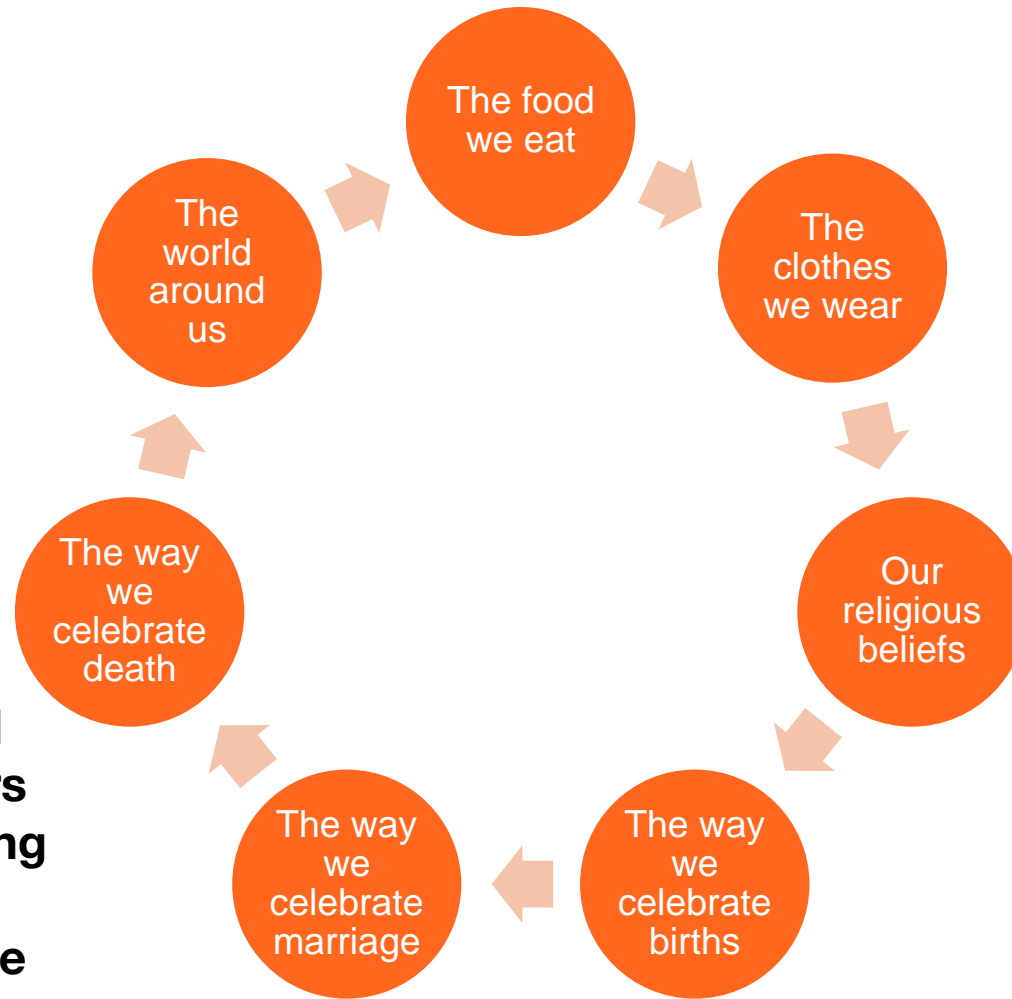 The food
we eat
The
clothes
we wear
Our
religious
beliefs
The way
we
celebrate
births
The way
we
celebrate
marriage
The way
we
celebrate
death
The
world
around
us